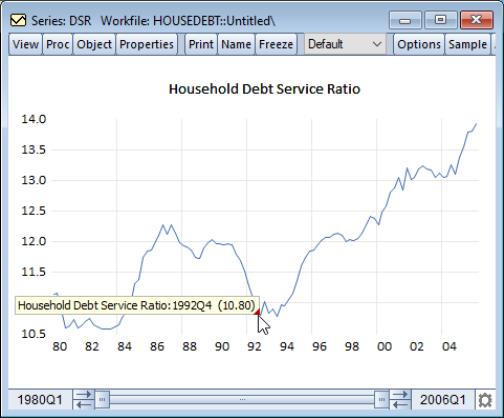 Series: DSR Workfile: HOUSEDEBT::Untitled\
View Proc Object Properties Print Name Freeze Default Options Sample
Household Debt Service Ratio
14.0
13.5
13.0
12.5
12.0
11.5
Household Debt Service Ratio:1992Q4 (10.80)
10.5
80 82 84 86 88 90 92 94 96 98 00 02 04
1980Q1 ... 2006Q1